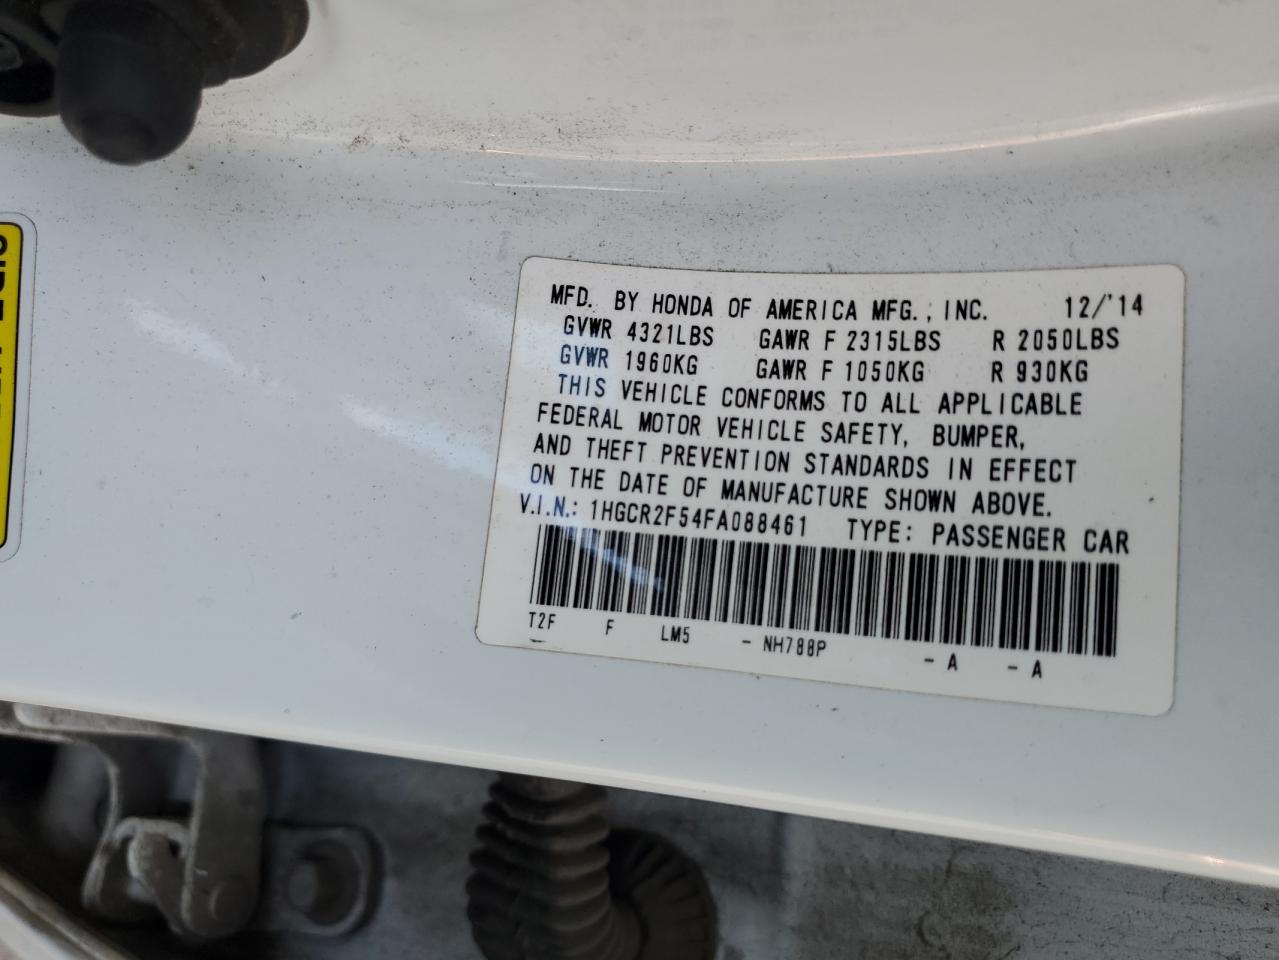 MFD. BY HONDA OF AMERICA MFG., INC. 12/'14
GVWR 4321LBS GAWR F 2315LBS R 2050LBS
GVWR 1960KG GAWR F 1050KG R 930KG
THIS VEHICLE CONFORMS TO ALL APPLICABLE
FEDERAL MOTOR VEHICLE SAFETY, BUMPER,
AND THEFT PREVENTION STANDARDS IN EFFECT
ON THE DATE OF MANUFACTURE SHOWN ABOVE.
V.I.N.: 1HGCR2F54FA088461 TYPE: PASSENGER CAR
T2F F LM5 - NH788P - A - A